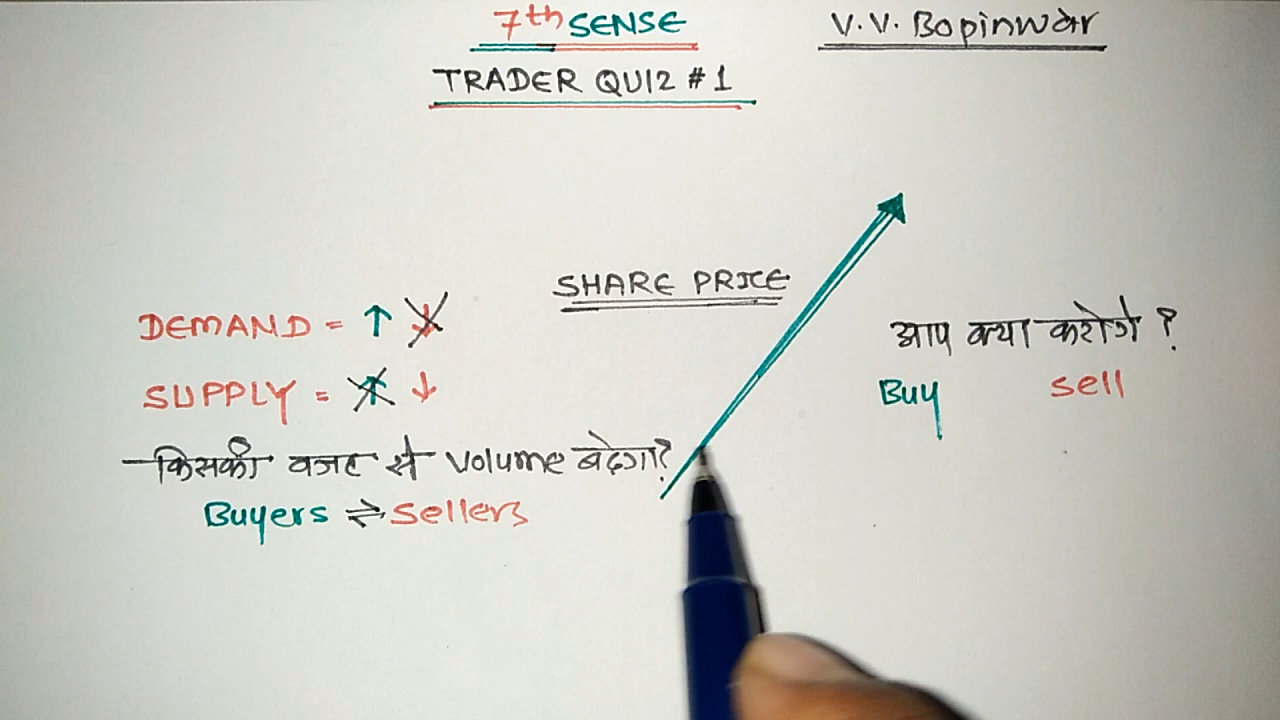 7th SENSE
V.V. Bopinwar
TRADER QUIZ #1
SHARE PRICE
DEMAND = ↑ ↓
SUPPLY = ↑ ↓
किसकी वजह से volume बढेगा?
Buyers ⇌ sellers
आप क्या करोगे ?
Buy sell